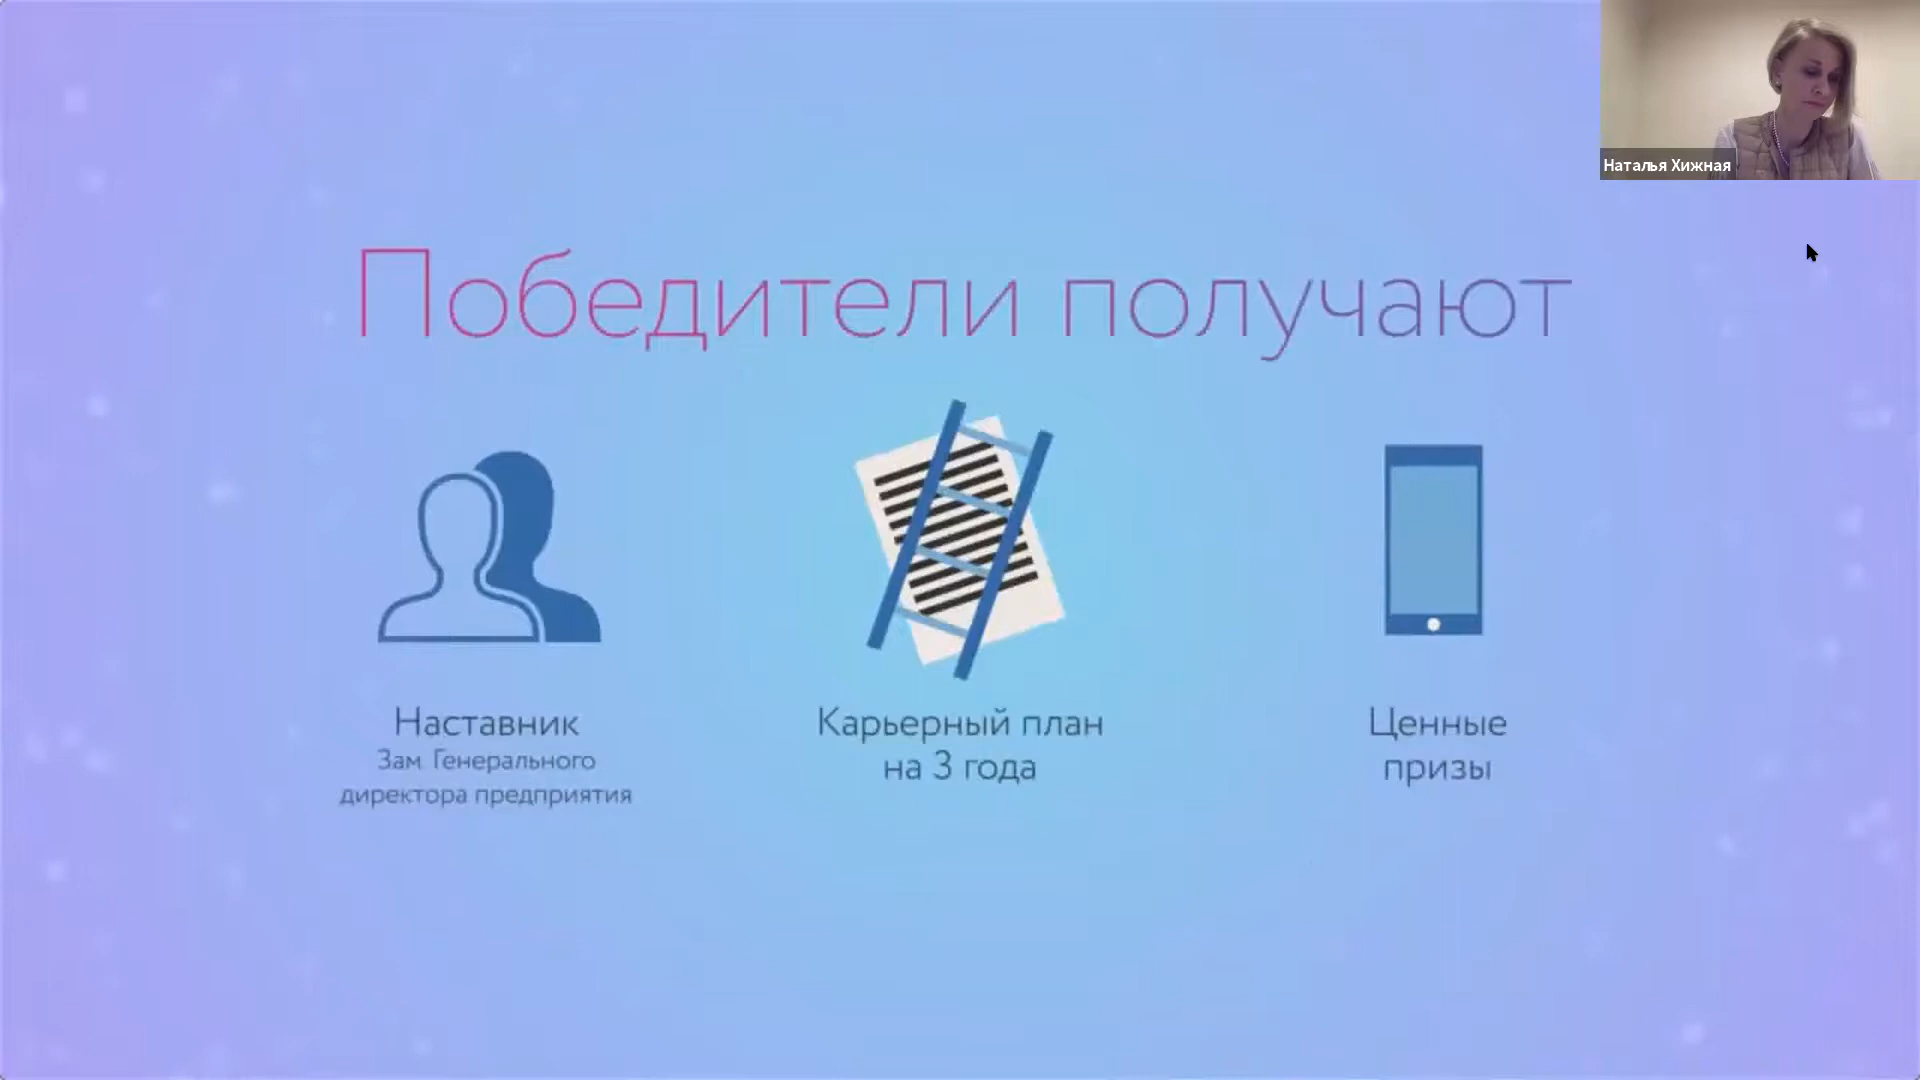 Наталья Хижная
Победители получают
Наставник
Зам. Генерального
директора предприятия
Карьерный план
на 3 года
Ценные
призы